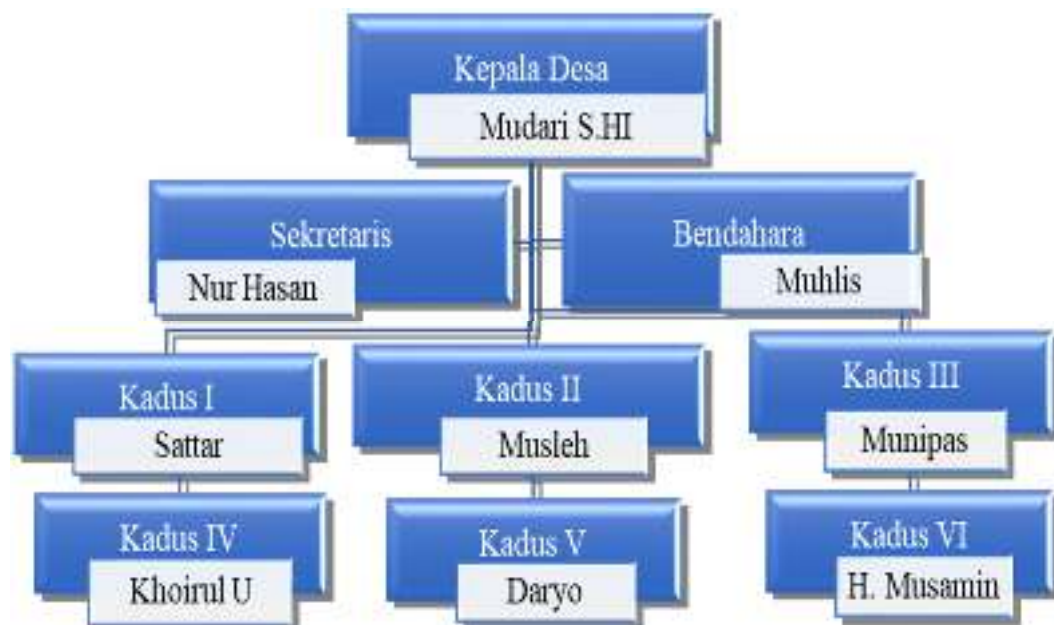 Kepala Desa
Mudari S.HI
Sekretaris
Nur Hasan
Bendahara
Muhlis
Kadus I
Sattar
Kadus II
Musleh
Kadus III
Munipas
Kadus IV
Khoirul U
Kadus V
Daryo
Kadus VI
H. Musamin